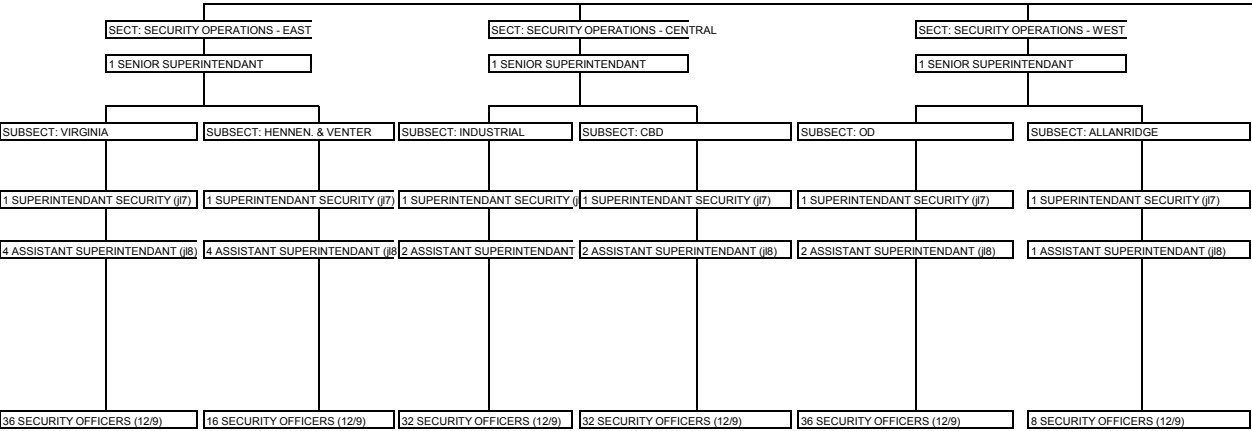 SECT: SECURITY OPERATIONS - EAST
SECT: SECURITY OPERATIONS - CENTRAL
SECT: SECURITY OPERATIONS - WEST
1 SENIOR SUPERINTENDANT
1 SENIOR SUPERINTENDANT
1 SENIOR SUPERINTENDANT
SUBSECT: VIRGINIA
SUBSECT: HENNEN. & VENTER
SUBSECT: INDUSTRIAL
SUBSECT: CBD
SUBSECT: OD
SUBSECT: ALLANRIDGE
1 SUPERINTENDANT SECURITY (jl7)
1 SUPERINTENDANT SECURITY (jl7)
1 SUPERINTENDANT SECURITY (j
1 SUPERINTENDANT SECURITY (jl7)
1 SUPERINTENDANT SECURITY (jl7)
1 SUPERINTENDANT SECURITY (jl7)
4 ASSISTANT SUPERINTENDANT (jl8)
4 ASSISTANT SUPERINTENDANT (jl8
2 ASSISTANT SUPERINTENDANT
2 ASSISTANT SUPERINTENDANT (jl8)
2 ASSISTANT SUPERINTENDANT (jl8)
1 ASSISTANT SUPERINTENDANT (jl8)
36 SECURITY OFFICERS (12/9)
16 SECURITY OFFICERS (12/9)
32 SECURITY OFFICERS (12/9)
32 SECURITY OFFICERS (12/9)
36 SECURITY OFFICERS (12/9)
8 SECURITY OFFICERS (12/9)